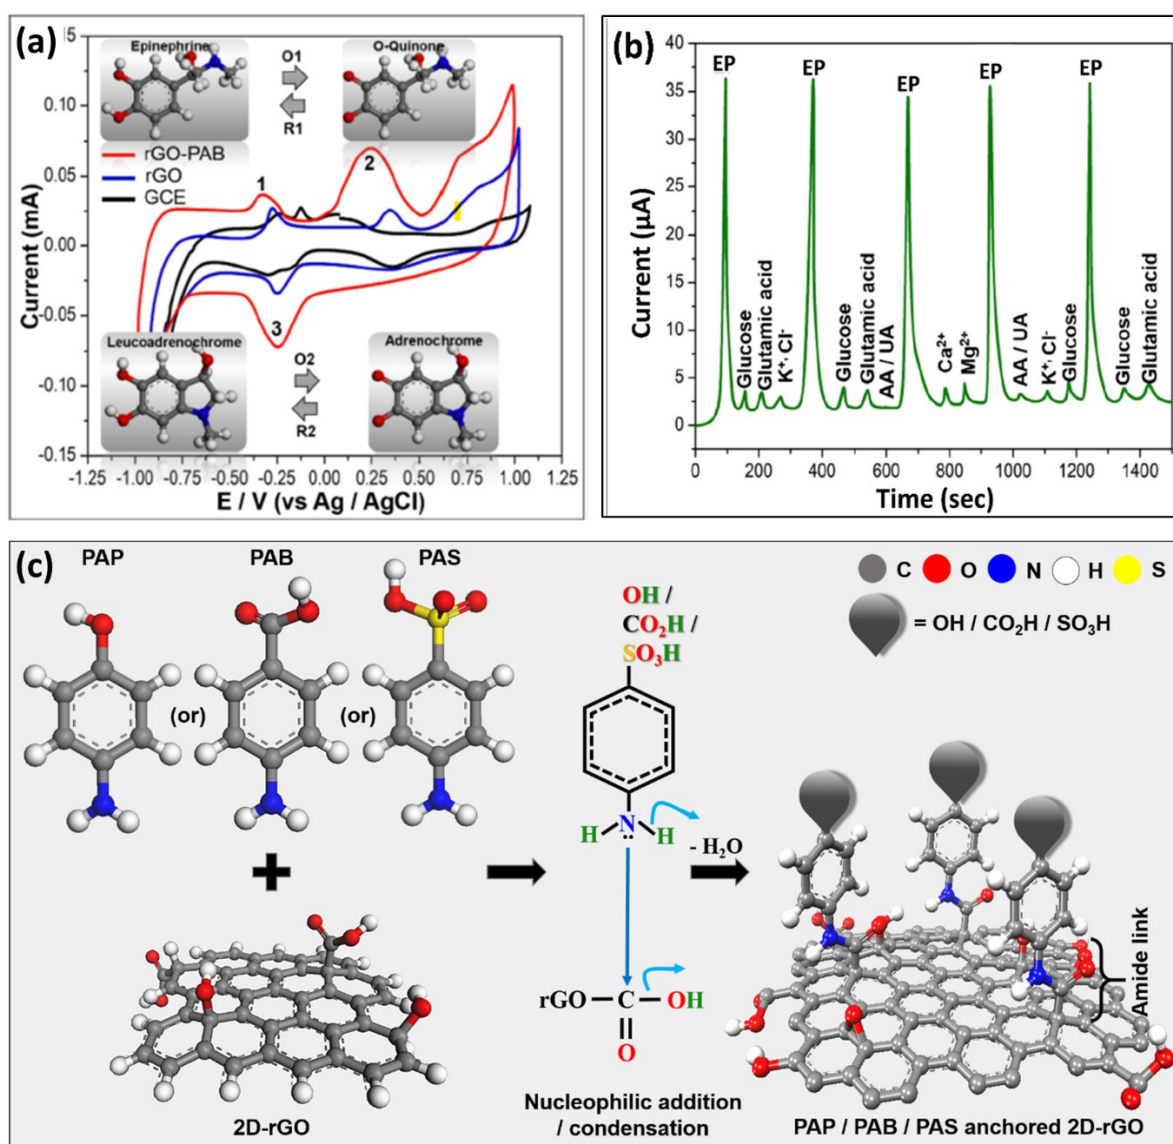 (a)
5
Epinephrine
O-Quinone
O1
R1
0.10
rGO-PAB
rGO
GCE
1
2
3
0.05
0.00
-0.05
-0.10
-0.15
Current (mA)
Leucoadrenochrome
Adrenochrome
O2
R2
-1.25 -1.00 -0.75 -0.50 -0.25 0.00 0.25 0.50 0.75 1.00 1.25
E / V (vs Ag / AgCl)
(b)
40
35
30
25
20
15
10
5
0
Current (µA)
EP
EP
EP
EP
EP
Glucose
Glutamic acid
K⁺, Cl⁻
Glucose
Glutamic acid
AA / UA
Ca²⁺
Mg²⁺
AA / UA
K⁺, Cl⁻
Glucose
Glucose
Glutamic acid
0 200 400 600 800 1000 1200 1400
Time (sec)
(c)
PAP
PAB
PAS
(or)
(or)
C O N H S
= OH / CO₂H / SO₃H
OH /
CO₂H /
SO₃H
H N H
- H₂O
rGO C OH
O
Amide link
2D-rGO
Nucleophilic addition
/ condensation
PAP / PAB / PAS anchored 2D-rGO